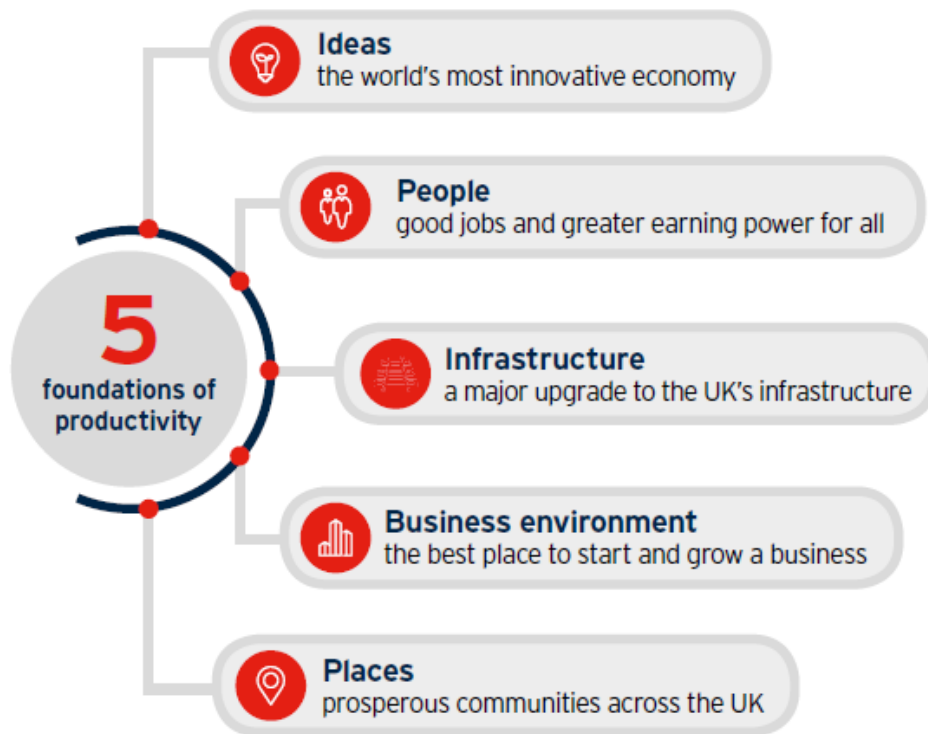 Ideas
the world's most innovative economy
People
good jobs and greater earning power for all
5
foundations of
productivity
Infrastructure
a major upgrade to the UK's infrastructure
Business environment
the best place to start and grow a business
Places
prosperous communities across the UK